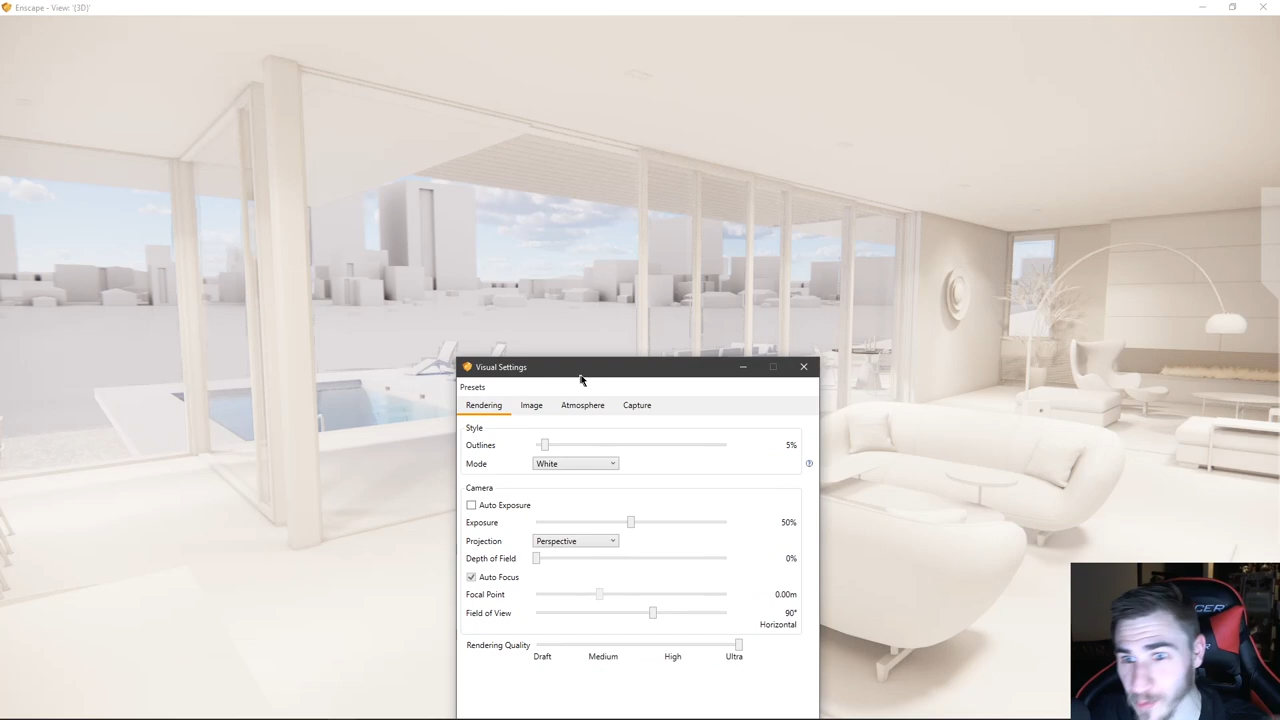 Enscape - View: '{3D}'
Visual Settings
Presets
Rendering Image Atmosphere Capture
Style
Outlines 5%
Mode White
Camera
Auto Exposure
Exposure 50%
Projection Perspective
Depth of Field 0%
Auto Focus
Focal Point 0.00m
Field of View 90°
Horizontal
Rendering Quality
Draft Medium High Ultra
CER